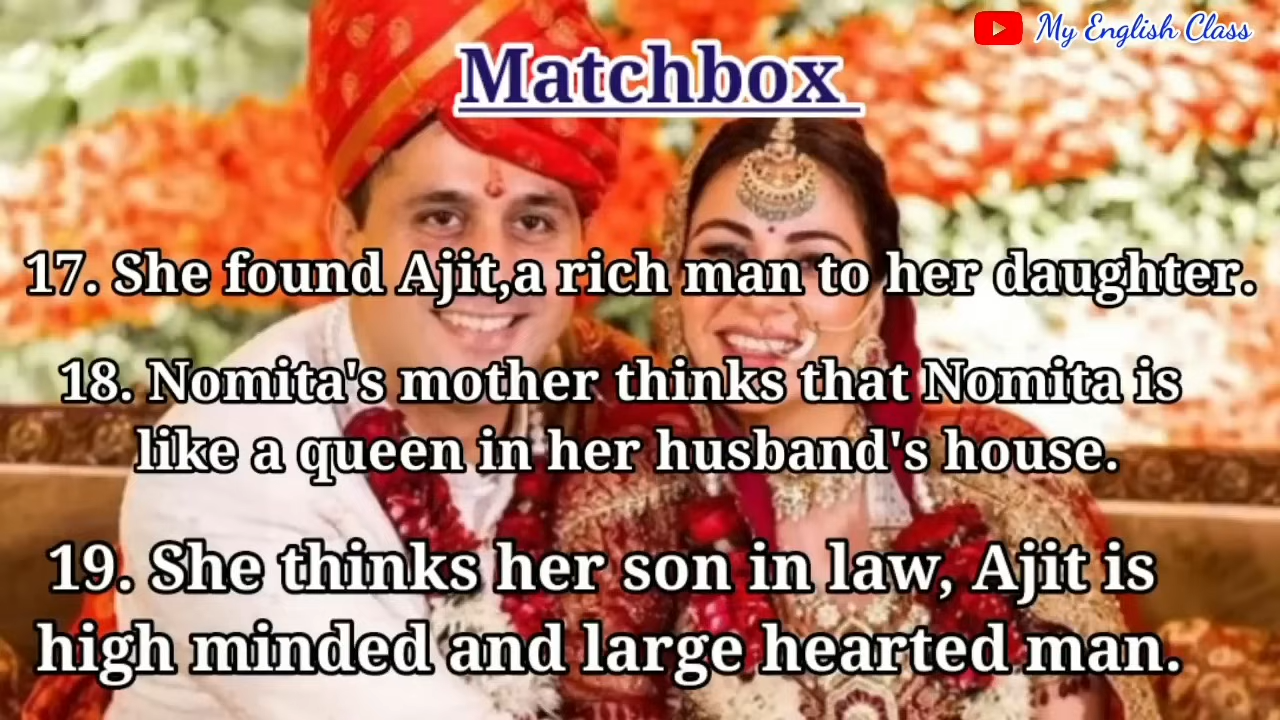 My English Class
Matchbox
17. She found Ajit,a rich man to her daughter.
18. Nomita's mother thinks that Nomita is
like a queen in her husband's house.
19. She thinks her son in law, Ajit is
high minded and large hearted man.